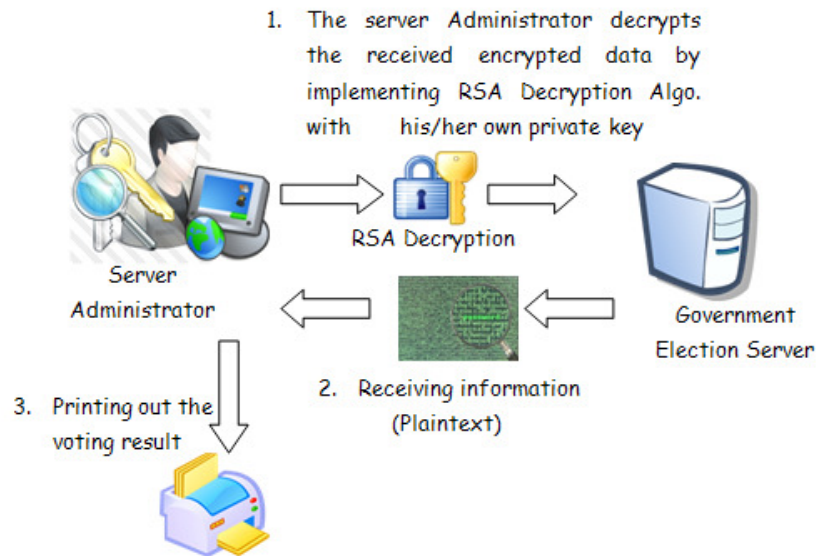 1. The server Administrator decrypts
the received encrypted data by
implementing RSA Decryption Algo.
with his/her own private key
RSA Decryption
Server
Administrator
Government
Election Server
2. Receiving information
(Plaintext)
3. Printing out the
voting result